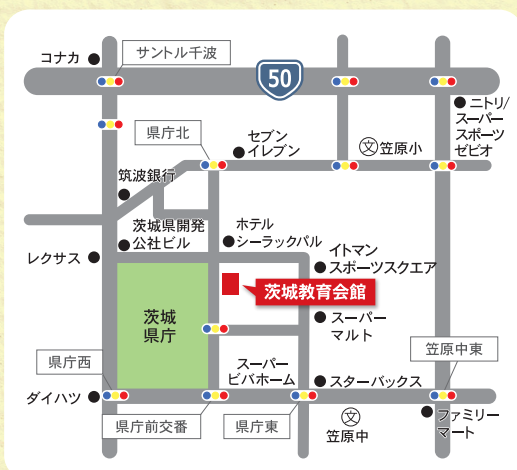 コナカ
サントル千波
50
ニトリ/
スーパー
スポーツ
ゼビオ
県庁北
セブン
イレブン
文笠原小
筑波銀行
茨城県開発
公社ビル
ホテル
シーラックパル
レクサス
イトマン
スポーツスクエア
茨城教育会館
茨城
県庁
スーパー
マルト
県庁西
スーパー
ビバホーム
笠原中東
スターバックス
ダイハツ
県庁前交番
県庁東
文
笠原中
ファミリー
マート